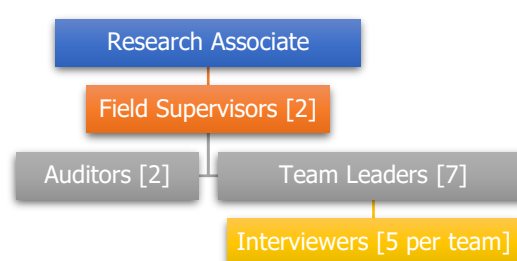 Research Associate
Field Supervisors [2]
Auditors [2]
Team Leaders [7]
Interviewers [5 per team]